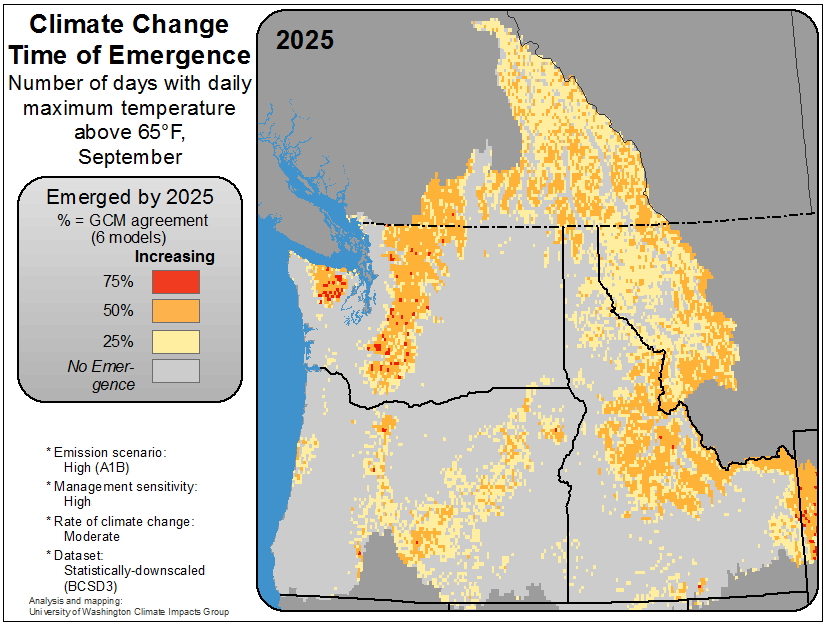 Climate Change
Time of Emergence
Number of days with daily
maximum temperature
above 65°F,
September
2025
Emerged by 2025
% = GCM agreement
(6 models)
Increasing
75%
50%
25%
No Emer-
gence
* Emission scenario:
High (A1B)
* Management sensitivity:
High
* Rate of climate change:
Moderate
* Dataset:
Statistically-downscaled
(BCSD3)
Analysis and mapping:
University of Washington Climate Impacts Group